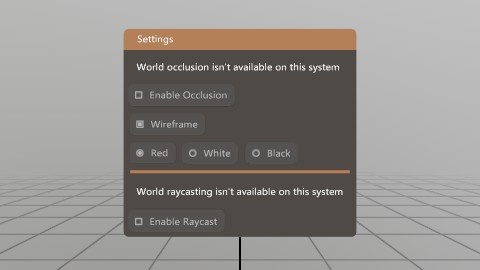 Settings
World occlusion isn't available on this system
Enable Occlusion
Wireframe
Red White Black
World raycasting isn't available on this system
Enable Raycast